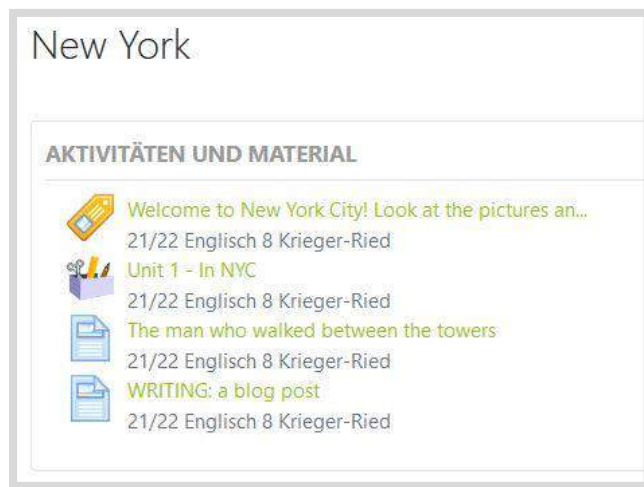 New York
AKTIVITÄTEN UND MATERIAL
Welcome to New York City! Look at the pictures an...
21/22 Englisch 8 Krieger-Ried
Unit 1 - In NYC
21/22 Englisch 8 Krieger-Ried
The man who walked between the towers
21/22 Englisch 8 Krieger-Ried
WRITING: a blog post
21/22 Englisch 8 Krieger-Ried